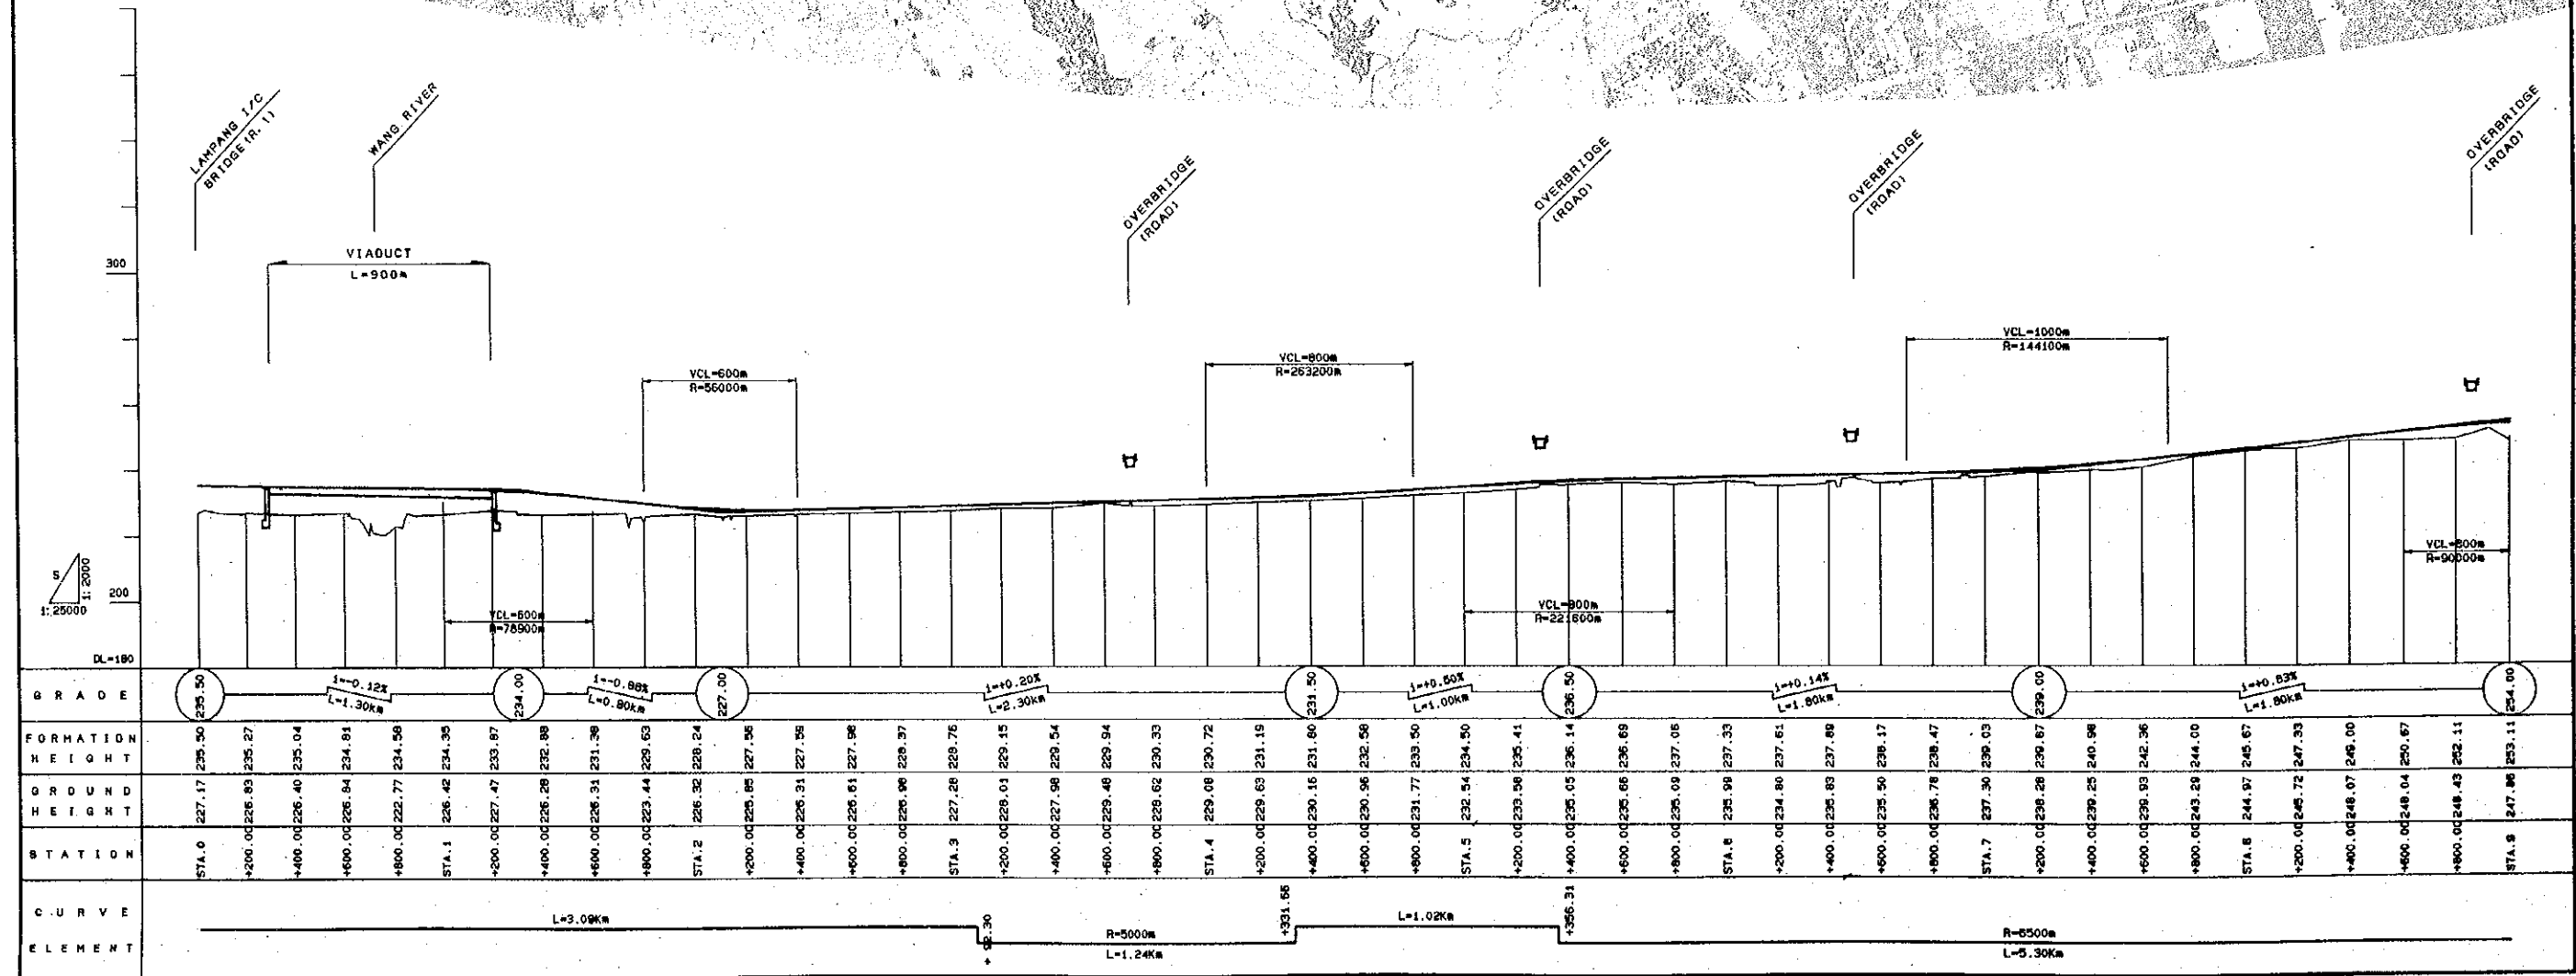 LAMPANG I/C
BRIDGE (R. 1)
WANG RIVER
OVERBRIDGE
(ROAD)
OVERBRIDGE
(ROAD)
OVERBRIDGE
(ROAD)
OVERBRIDGE
(ROAD)
VIADUCT
L=900m
300
VCL=600m
R=56000m
VCL=800m
R=263200m
VCL=1000m
R=144100m
S
1:2000
1:25000
200
VCL=600m
R=78900m
VCL=800m
R=221600m
VCL=800m
R=90000m
DL=180
GRADE
235.50
i=-0.12%
L=1.30km
234.00
i=-0.88%
L=0.80km
227.00
i=+0.20%
L=2.30km
231.50
i=+0.50%
L=1.00km
236.50
i=+0.14%
L=1.80km
239.00
i=+0.83%
L=1.80km
254.00
FORMATION
HEIGHT
235.50 235.27 235.04 234.81 234.58 234.35 233.87 232.88 231.38 229.63 228.24 227.56 227.59 227.98 228.37 228.76 229.15 229.54 229.94 230.33 230.72 231.19 231.80 232.58 233.50 234.50 235.41 236.14 236.69 237.06 237.33 237.61 237.89 238.17 238.47 239.03 239.87 240.98 242.36 244.00 245.67 247.33 249.00 250.67 252.11 253.11
GROUND
HEIGHT
227.17 226.83 226.40 226.84 222.77 226.42 227.47 226.28 226.31 223.44 226.32 225.85 226.31 226.61 226.98 227.28 228.01 227.98 229.48 228.62 229.08 229.63 230.16 230.96 231.77 232.54 233.58 235.05 235.66 235.09 235.99 234.80 235.83 235.50 236.78 237.30 238.28 239.25 239.93 243.29 244.97 245.72 248.07 248.04 248.43
STATION
STA.0 +200.00 +400.00 +600.00 +800.00 STA.1 +200.00 +400.00 +600.00 +800.00 STA.2 +200.00 +400.00 +600.00 +800.00 STA.3 +200.00 +400.00 +600.00 +800.00 STA.4 +200.00 +400.00 +600.00 +800.00 STA.5 +200.00 +400.00 +600.00 +800.00 STA.6 +200.00 +400.00 +600.00 +800.00 STA.7 +200.00 +400.00 +600.00 +800.00 STA.8 +200.00 +400.00 +600.00 +800.00 STA.9
CURVE
ELEMENT
L=3.09Km
+92.30
R=5000m
L=1.24Km
+331.66
L=1.02Km
+356.31
R=6500m
L=5.30Km